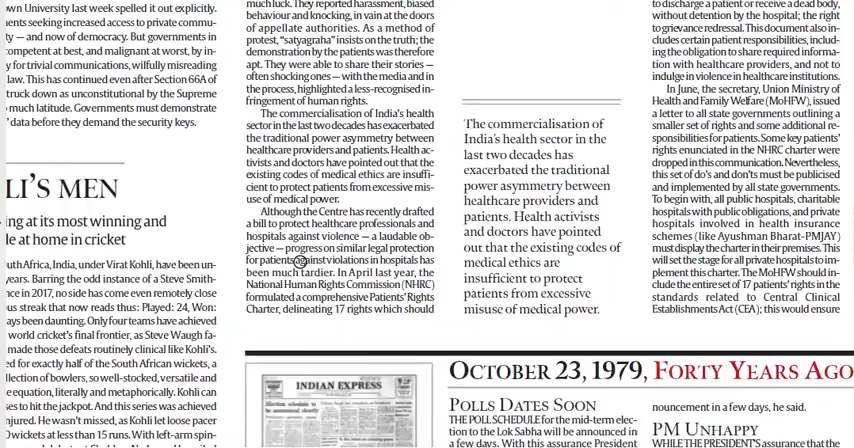 own University last week spelled it out explicitly.
ents seeking increased access to private commu-
ty — and now of democracy. But governments in
competent at best, and malignant at worst, by in-
y for trivial communications, wilfully misreading
law. This has continued even after Section 66A of
truck down as unconstitutional by the Supreme
much latitude. Governments must demonstrate
' data before they demand the security keys.
LI'S MEN
ing at its most winning and
le at home in cricket
outh Africa, India, under Virat Kohli, have been un-
years. Barring the odd instance of a Steve Smith-
nce in 2017, no side has come even remotely close
ous streak that now reads thus: Played: 24, Won:
ays been daunting. Only four teams have achieved
world cricket's final frontier, as Steve Waugh fa-
made those defeats routinely clinical like Kohli's.
ed for exactly half of the South African wickets, a
llection of bowlers, so well-stocked, versatile and
e equation, literally and metaphorically. Kohli can
ses to hit the jackpot. And this series was achieved
injured. He wasn't missed, as Kohli let loose pacer
0 wickets at less than 15 runs. With left-arm spin-
much luck. They reported harassment, biased
behaviour and knocking, in vain at the doors
of appellate authorities. As a method of
protest, "satyagraha" insists on the truth; the
demonstration by the patients was therefore
apt. They were able to share their stories —
often shocking ones — with the media and in
the process, highlighted a less-recognised in-
fringement of human rights.
The commercialisation of India's health
sector in the last two decades has exacerbated
the traditional power asymmetry between
healthcare providers and patients. Health ac-
tivists and doctors have pointed out that the
existing codes of medical ethics are insuffi-
cient to protect patients from excessive mis-
use of medical power.
Although the Centre has recently drafted
a bill to protect healthcare professionals and
hospitals against violence — a laudable ob-
jective — progress on similar legal protection
for patients against violations in hospitals has
been much tardier. In April last year, the
National Human Rights Commission (NHRC)
formulated a comprehensive Patients' Rights
Charter, delineating 17 rights which should
The commercialisation of
India's health sector in the
last two decades has
exacerbated the traditional
power asymmetry between
healthcare providers and
patients. Health activists
and doctors have pointed
out that the existing codes of
medical ethics are
insufficient to protect
patients from excessive
misuse of medical power.
to discharge a patient or receive a dead body,
without detention by the hospital; the right
to grievance redressal. This document also in-
cludes certain patient responsibilities, includ-
ing the obligation to share required informa-
tion with healthcare providers, and not to
indulge in violence in healthcare institutions.
In June, the secretary, Union Ministry of
Health and Family Welfare (MoHFW), issued
a letter to all state governments outlining a
smaller set of rights and some additional re-
sponsibilities for patients. Some key patients'
rights enunciated in the NHRC charter were
dropped in this communication. Nevertheless,
this set of do's and don'ts must be publicised
and implemented by all state governments.
To begin with, all public hospitals, charitable
hospitals with public obligations, and private
hospitals involved in health insurance
schemes (like Ayushman Bharat-PMJAY)
must display the charter in their premises. This
will set the stage for all private hospitals to im-
plement this charter. The MoHFW should in-
clude the entire set of 17 patients' rights in the
standards related to Central Clinical
Establishments Act (CEA); this would ensure
OCTOBER 23, 1979, FORTY YEARS AGO
INDIAN EXPRESS
POLLS DATES SOON
THE POLL SCHEDULE for the mid-term elec-
tion to the Lok Sabha will be announced in
a few days. With this assurance President
nouncement in a few days, he said.
PM UNHAPPY
WHILE THE PRESIDENT'S assurance that the